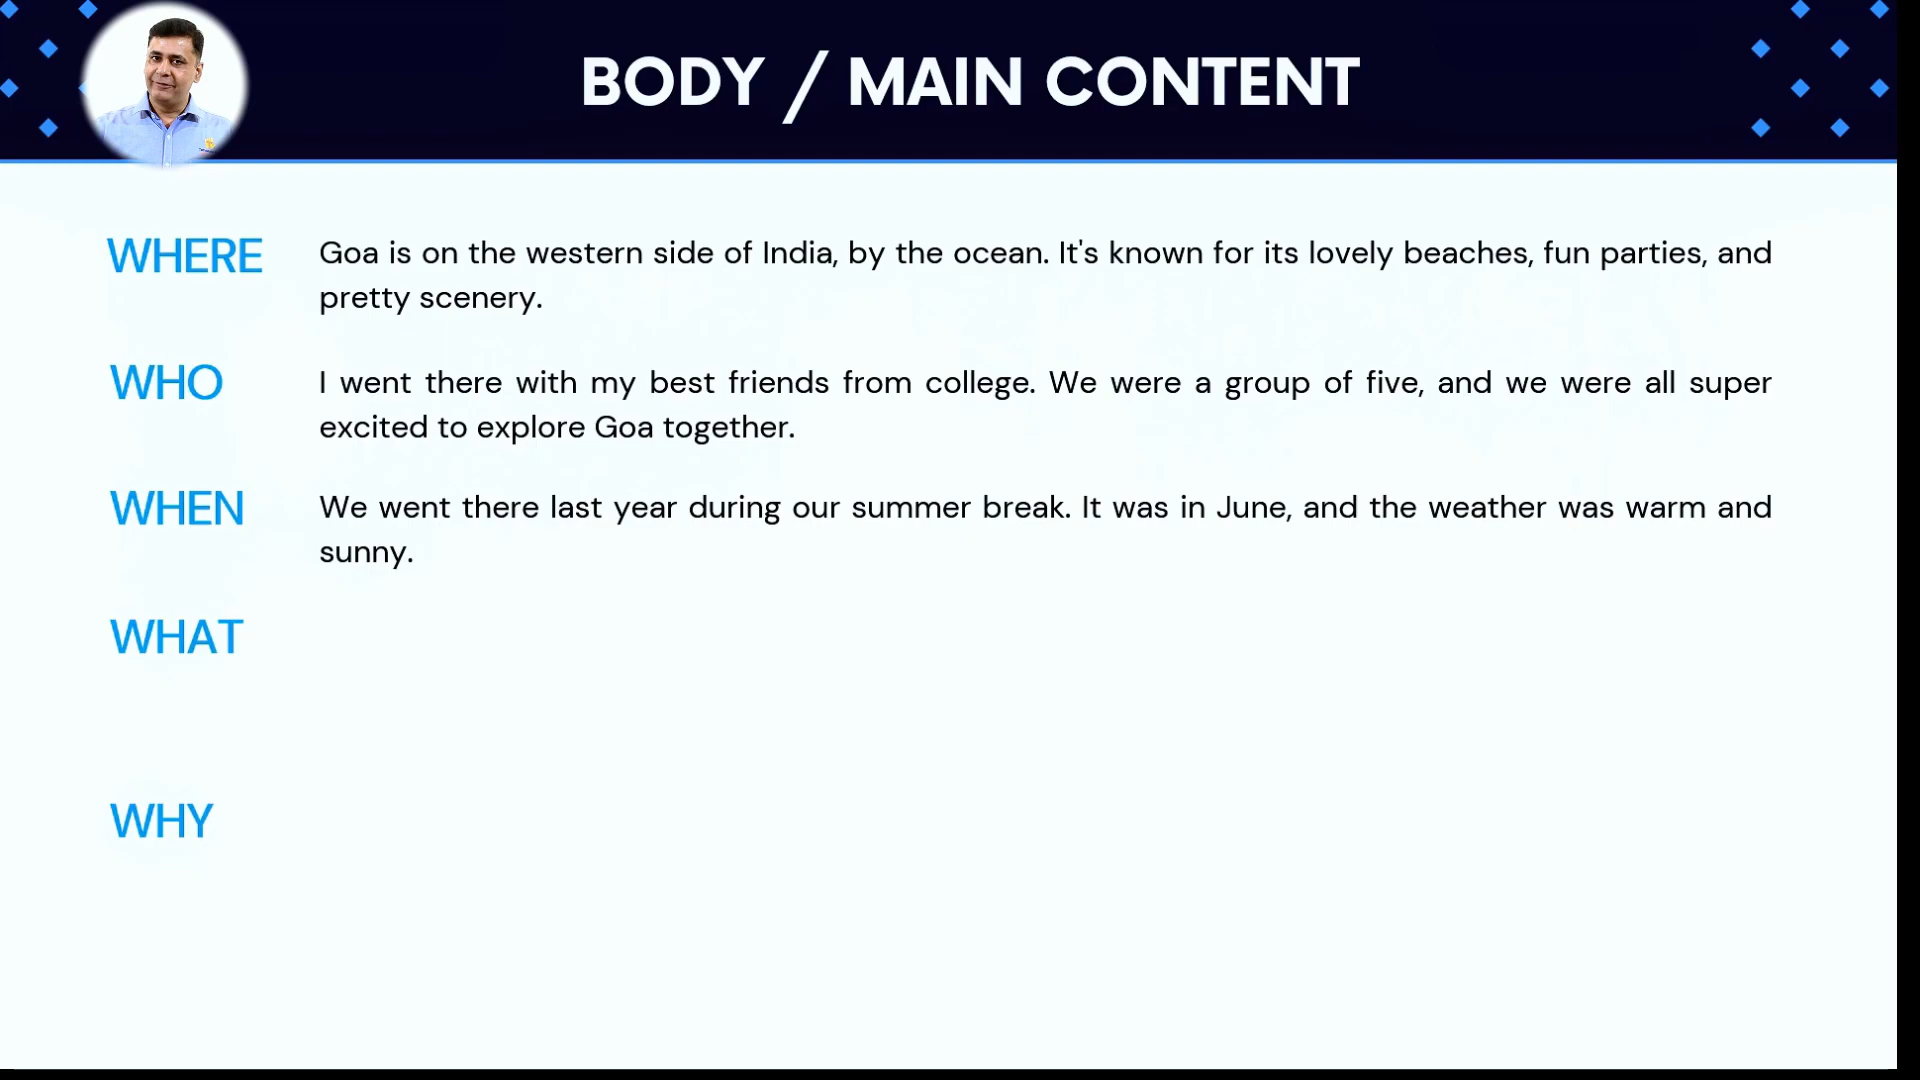 BODY / MAIN CONTENT
WHERE
Goa is on the western side of India, by the ocean. It's known for its lovely beaches, fun parties, and
pretty scenery.
WHO
I went there with my best friends from college. We were a group of five, and we were all super
excited to explore Goa together.
WHEN
We went there last year during our summer break. It was in June, and the weather was warm and
sunny.
WHAT
WHY